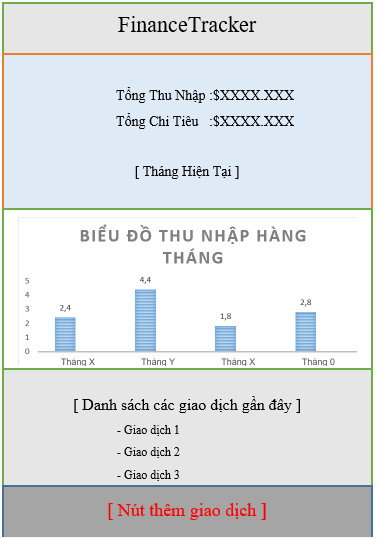 FinanceTracker
Tổng Thu Nhập :$XXXX.XXX
Tổng Chi Tiêu :$XXXX.XXX
[ Tháng Hiện Tại ]
BIỂU ĐỒ THU NHẬP HÀNG
THÁNG
5
4
3
2
1
0
2,4
4,4
1,8
2,8
Tháng X
Tháng Y
Tháng X
Tháng 0
[ Danh sách các giao dịch gần đây ]
- Giao dịch 1
- Giao dịch 2
- Giao dịch 3
[ Nút thêm giao dịch ]